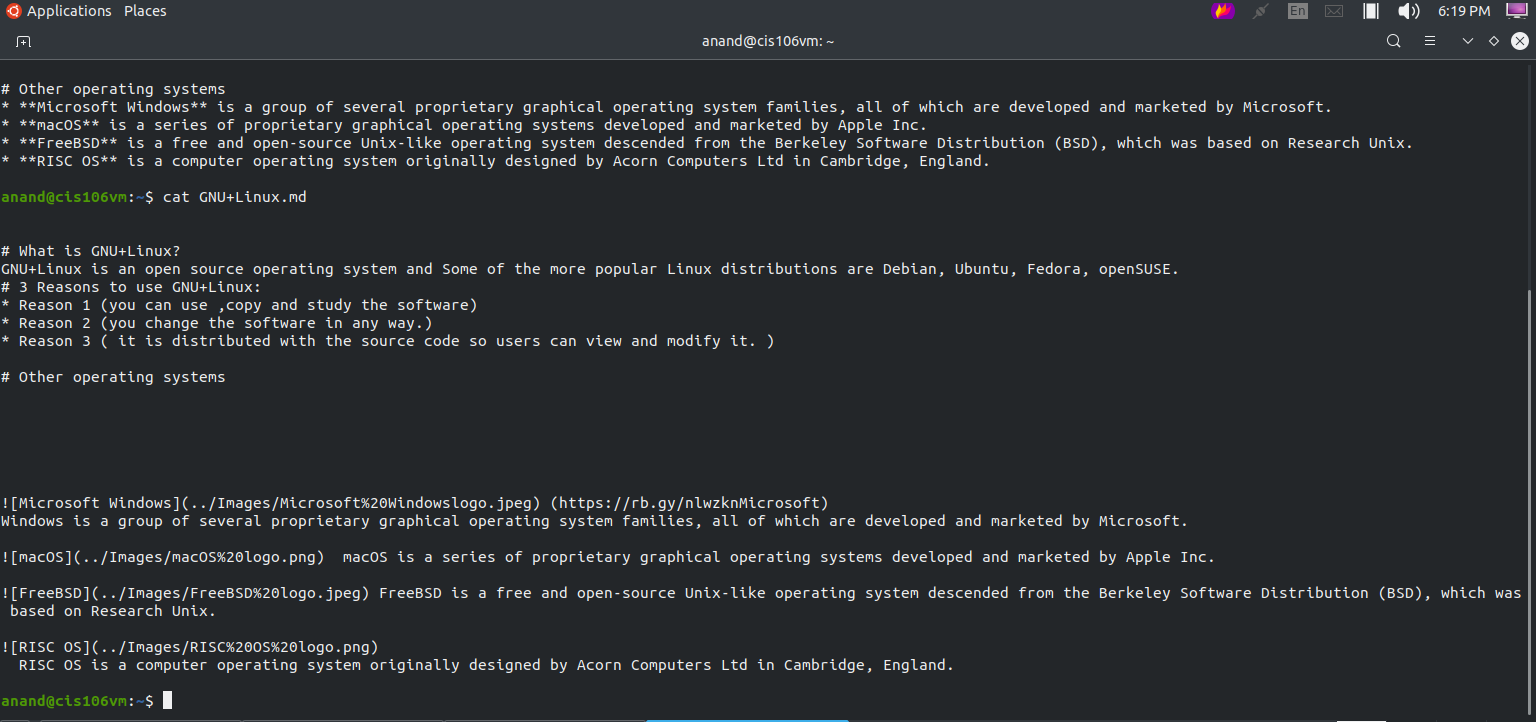 Applications Places En 6:19 PM
anand@cis106vm: ~
# Other operating systems
* **Microsoft Windows** is a group of several proprietary graphical operating system families, all of which are developed and marketed by Microsoft.
* **macOS** is a series of proprietary graphical operating systems developed and marketed by Apple Inc.
* **FreeBSD** is a free and open-source Unix-like operating system descended from the Berkeley Software Distribution (BSD), which was based on Research Unix.
* **RISC OS** is a computer operating system originally designed by Acorn Computers Ltd in Cambridge, England.
anand@cis106vm:~$ cat GNU+Linux.md
# What is GNU+Linux?
GNU+Linux is an open source operating system and Some of the more popular Linux distributions are Debian, Ubuntu, Fedora, openSUSE.
# 3 Reasons to use GNU+Linux:
* Reason 1 (you can use ,copy and study the software)
* Reason 2 (you change the software in any way.)
* Reason 3 ( it is distributed with the source code so users can view and modify it. )
# Other operating systems
![Microsoft Windows](../Images/Microsoft%20Windowslogo.jpeg) (https://rb.gy/nlwzknMicrosoft)
Windows is a group of several proprietary graphical operating system families, all of which are developed and marketed by Microsoft.
![macOS](../Images/macOS%20logo.png)  macOS is a series of proprietary graphical operating systems developed and marketed by Apple Inc.
![FreeBSD](../Images/FreeBSD%20logo.jpeg) FreeBSD is a free and open-source Unix-like operating system descended from the Berkeley Software Distribution (BSD), which was
based on Research Unix.
![RISC OS](../Images/RISC%20OS%20logo.png)
RISC OS is a computer operating system originally designed by Acorn Computers Ltd in Cambridge, England.
anand@cis106vm:~$